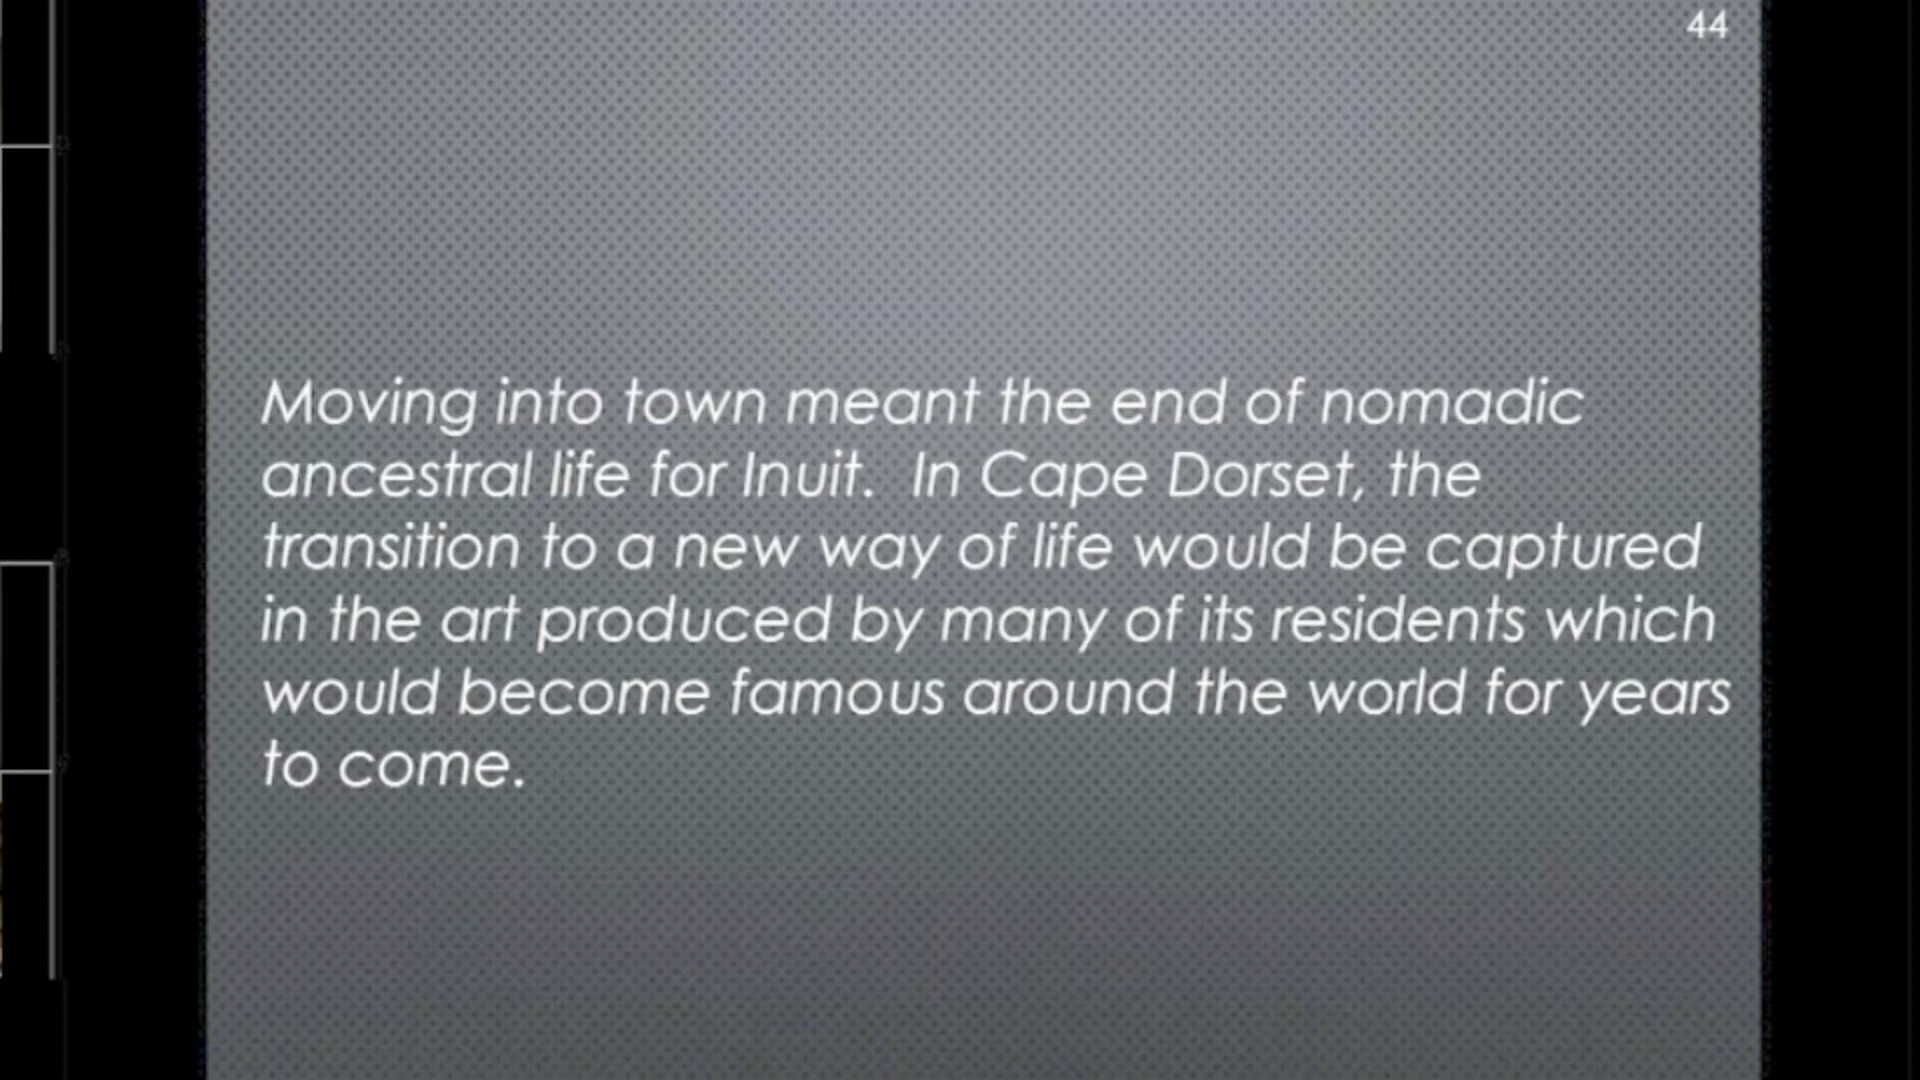 44
Moving into town meant the end of nomadic
ancestral life for Inuit.  In Cape Dorset, the
transition to a new way of life would be captured
in the art produced by many of its residents which
would become famous around the world for years
to come.